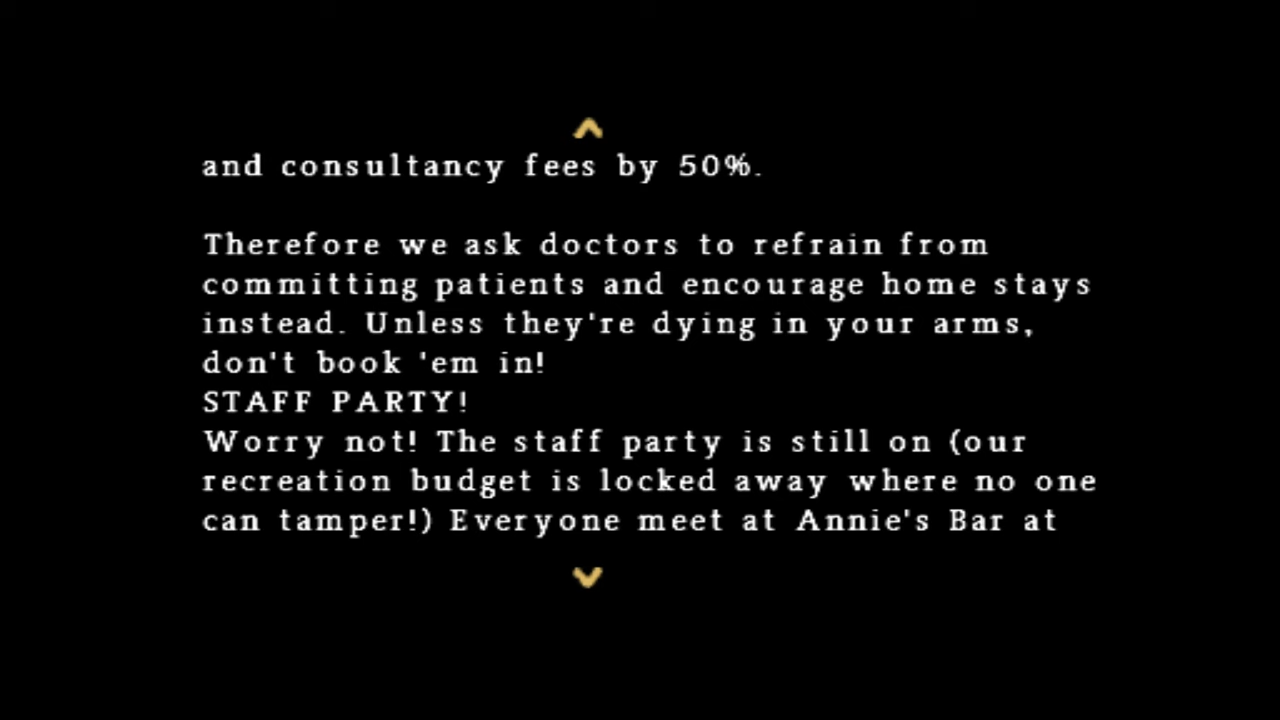 and consultancy fees by 50%.
Therefore we ask doctors to refrain from
committing patients and encourage home stays
instead. Unless they're dying in your arms,
don't book 'em in!
STAFF PARTY!
Worry not! The staff party is still on (our
recreation budget is locked away where no one
can tamper!) Everyone meet at Annie's Bar at